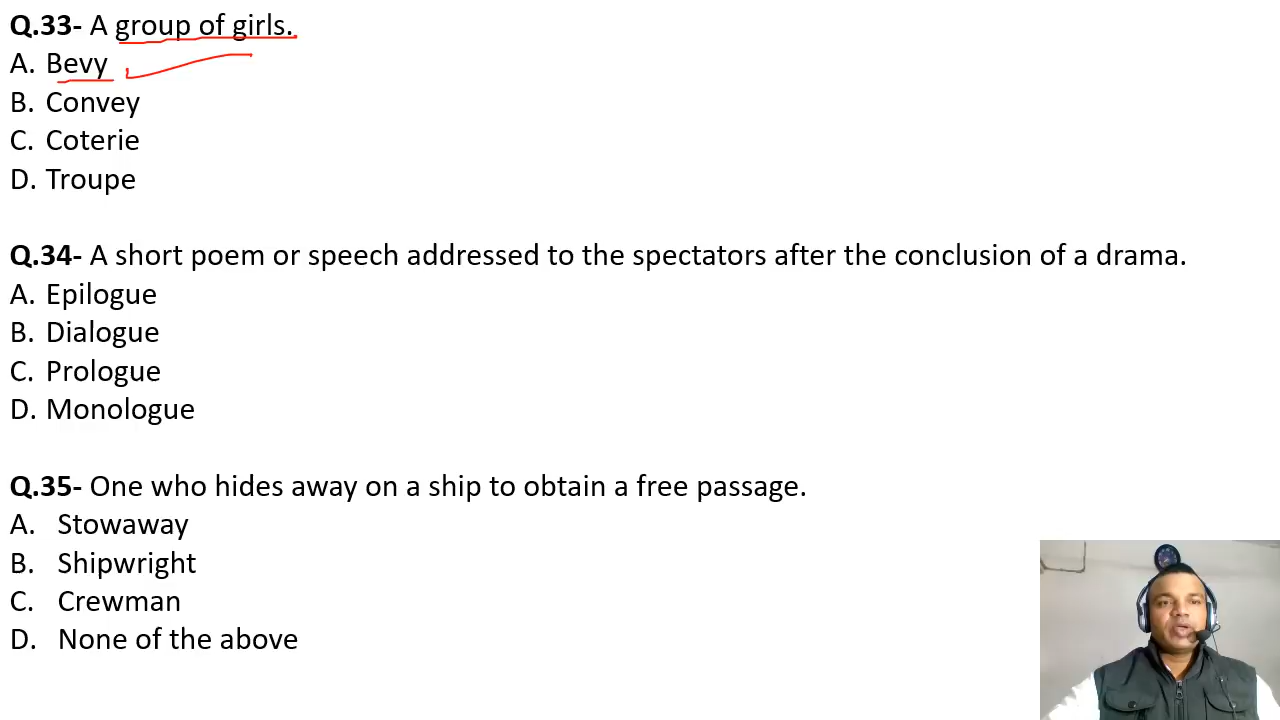 Q.33- A group of girls.
A. Bevy
B. Convey
C. Coterie
D. Troupe
Q.34- A short poem or speech addressed to the spectators after the conclusion of a drama.
A. Epilogue
B. Dialogue
C. Prologue
D. Monologue
Q.35- One who hides away on a ship to obtain a free passage.
A. Stowaway
B. Shipwright
C. Crewman
D. None of the above